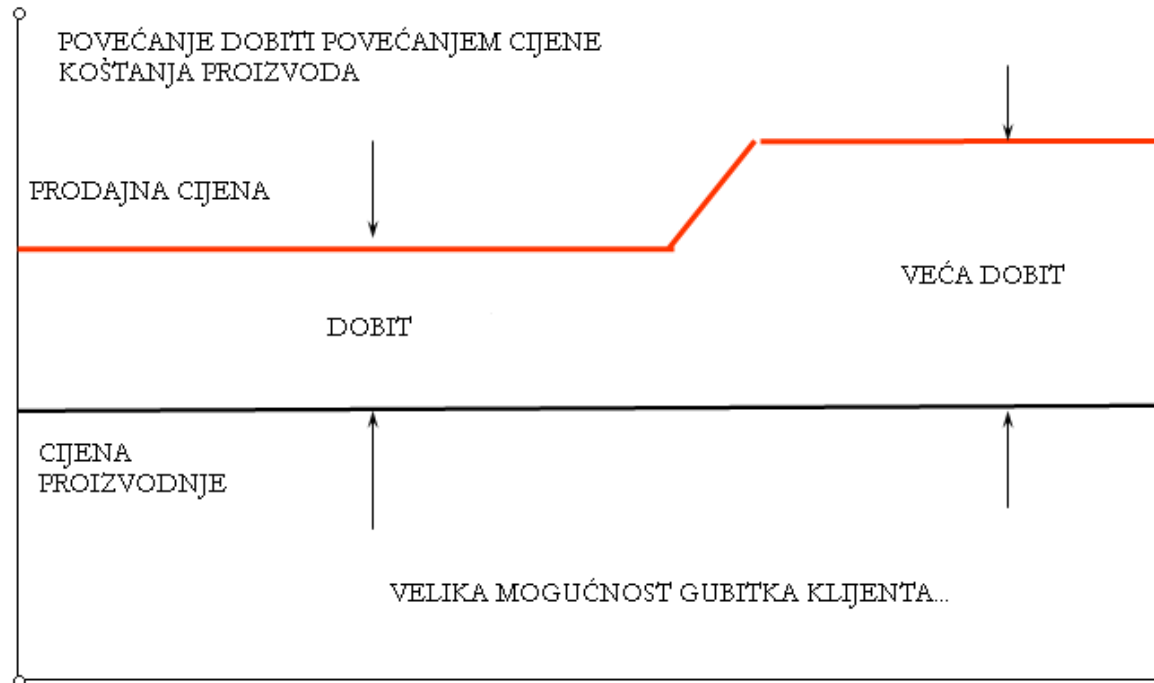 POVEĆANJE DOBITI POVEĆANJEM CIJENE
KOŠTANJA PROIZVODA
PRODAJNA CIJENA
VEĆA DOBIT
DOBIT
CIJENA
PROIZVODNJE
VELIKA MOGUĆNOST GUBITKA KLIJENTA...